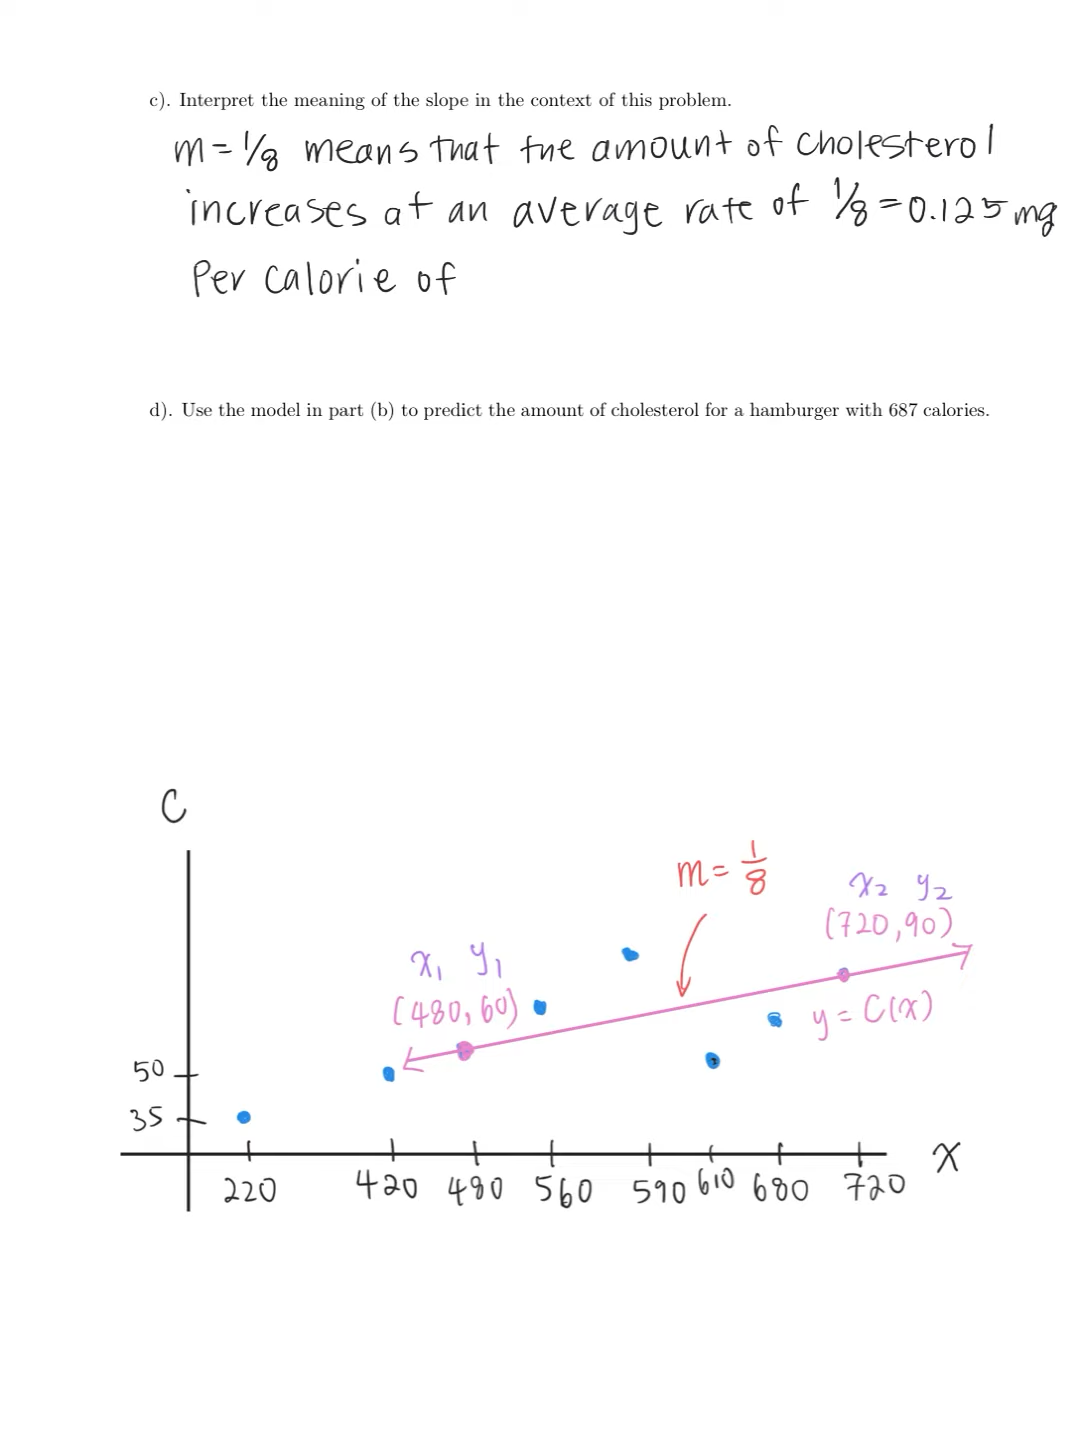 c). Interpret the meaning of the slope in the context of this problem.
m = 1/8 means that the amount of cholesterol
increases at an average rate of 1/8 = 0.125 mg
Per calorie of
d). Use the model in part (b) to predict the amount of cholesterol for a hamburger with 687 calories.
C
m = 1/8
x₂ y₂
(720,90)
x₁ y₁
(480,60)
y = C(x)
50
35
x
220 420 480 560 590 610 680 720